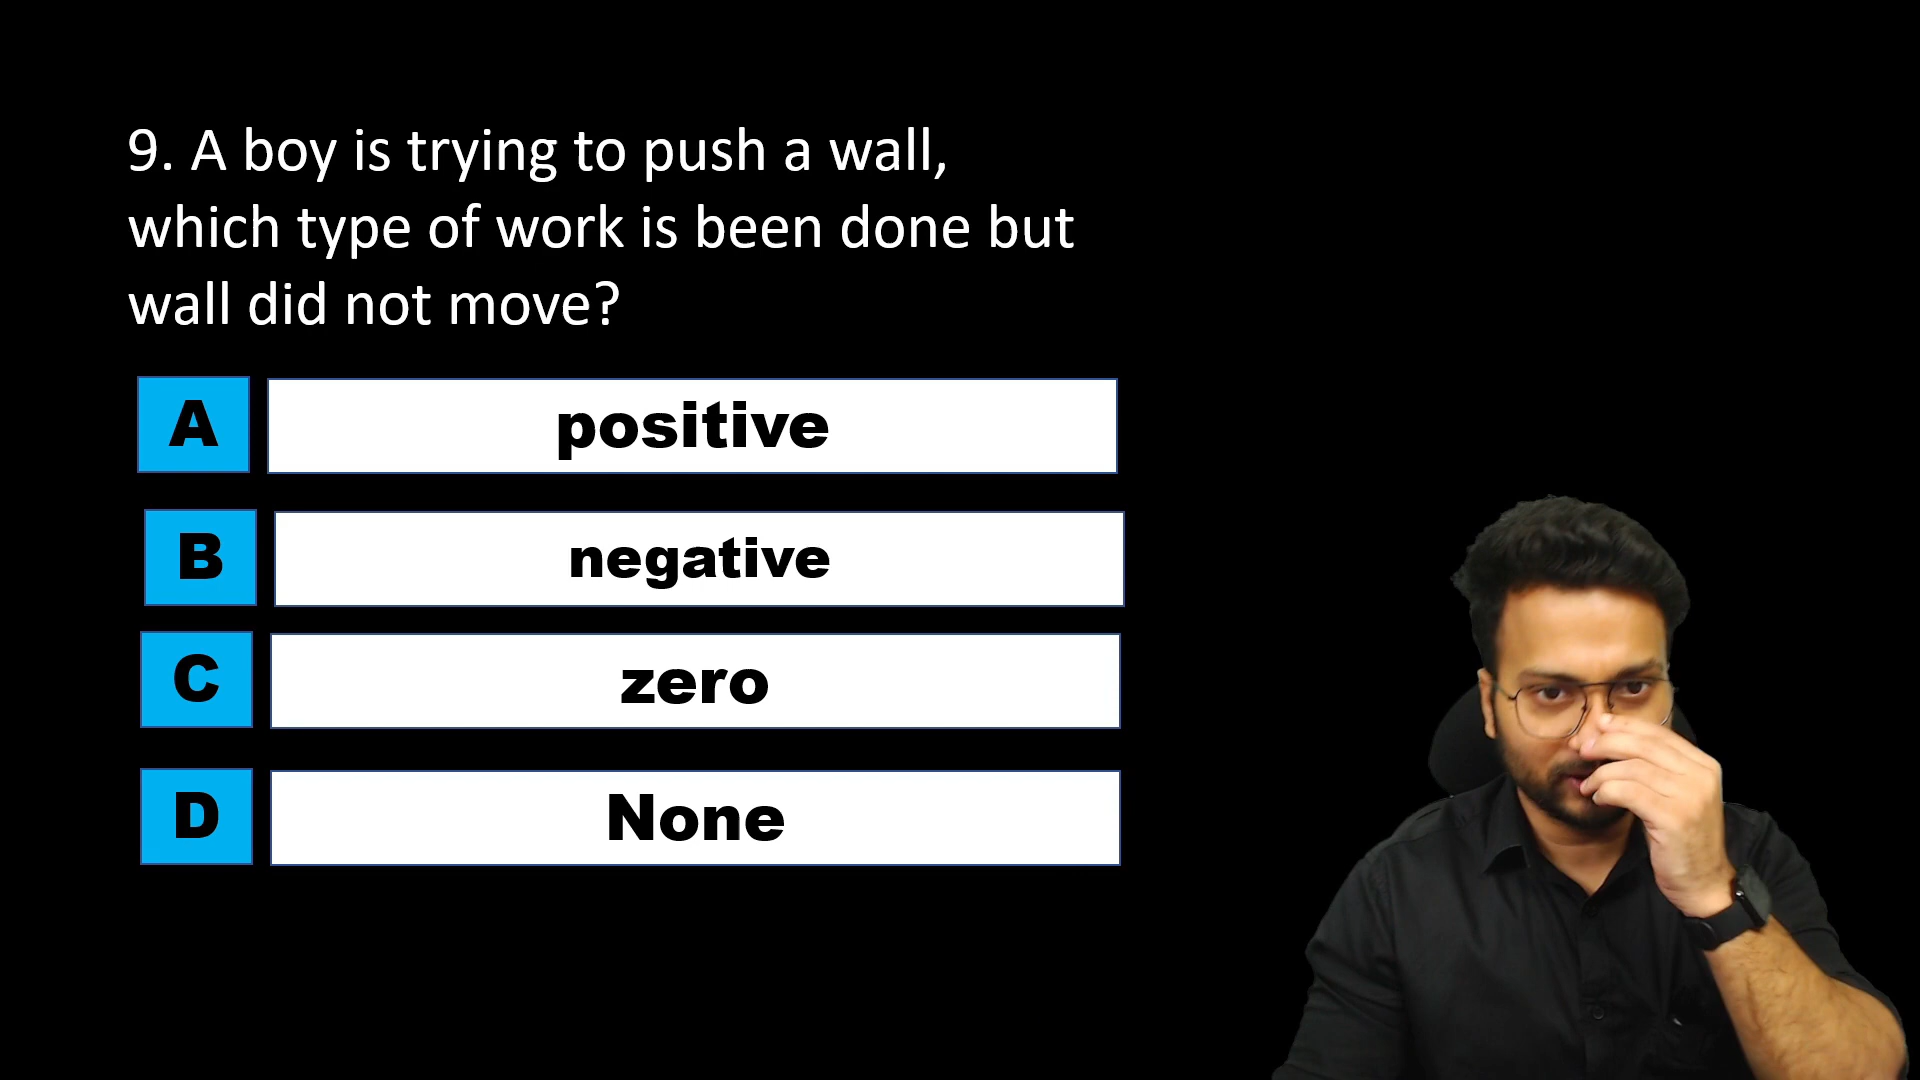 9. A boy is trying to push a wall,
which type of work is been done but
wall did not move?
A positive
B negative
C zero
D None